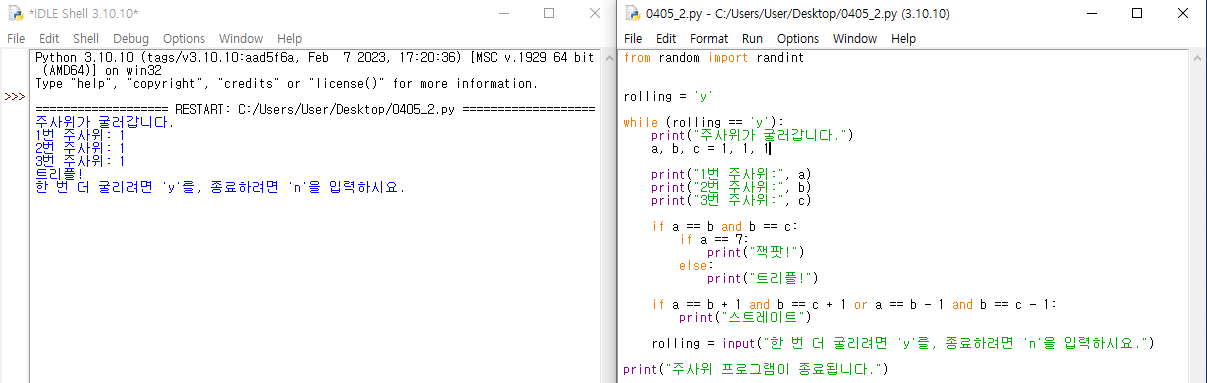 *IDLE Shell 3.10.10*
File Edit Shell Debug Options Window Help
Python 3.10.10 (tags/v3.10.10:aad5f6a, Feb  7 2023, 17:20:36) [MSC v.1929 64 bit
(AMD64)] on win32
Type "help", "copyright", "credits" or "license()" for more information.
>>>
=================== RESTART: C:/Users/User/Desktop/0405_2.py ===================
주사위가 굴러갑니다.
1번 주사위: 1
2번 주사위: 1
3번 주사위: 1
트리플!
한 번 더 굴리려면 'y'를, 종료하려면 'n'을 입력하시요.
0405_2.py - C:/Users/User/Desktop/0405_2.py (3.10.10)
File Edit Format Run Options Window Help
from random import randint
rolling = 'y'
while (rolling == 'y'):
    print("주사위가 굴러갑니다.")
    a, b, c = 1, 1, 1
    print("1번 주사위:", a)
    print("2번 주사위:", b)
    print("3번 주사위:", c)
    if a == b and b == c:
        if a == 7:
            print("잭팟!")
        else:
            print("트리플!")
    if a == b + 1 and b == c + 1 or a == b - 1 and b == c - 1:
        print("스트레이트")
    rolling = input("한 번 더 굴리려면 'y'를, 종료하려면 'n'을 입력하시요.")
print("주사위 프로그램이 종료됩니다.")